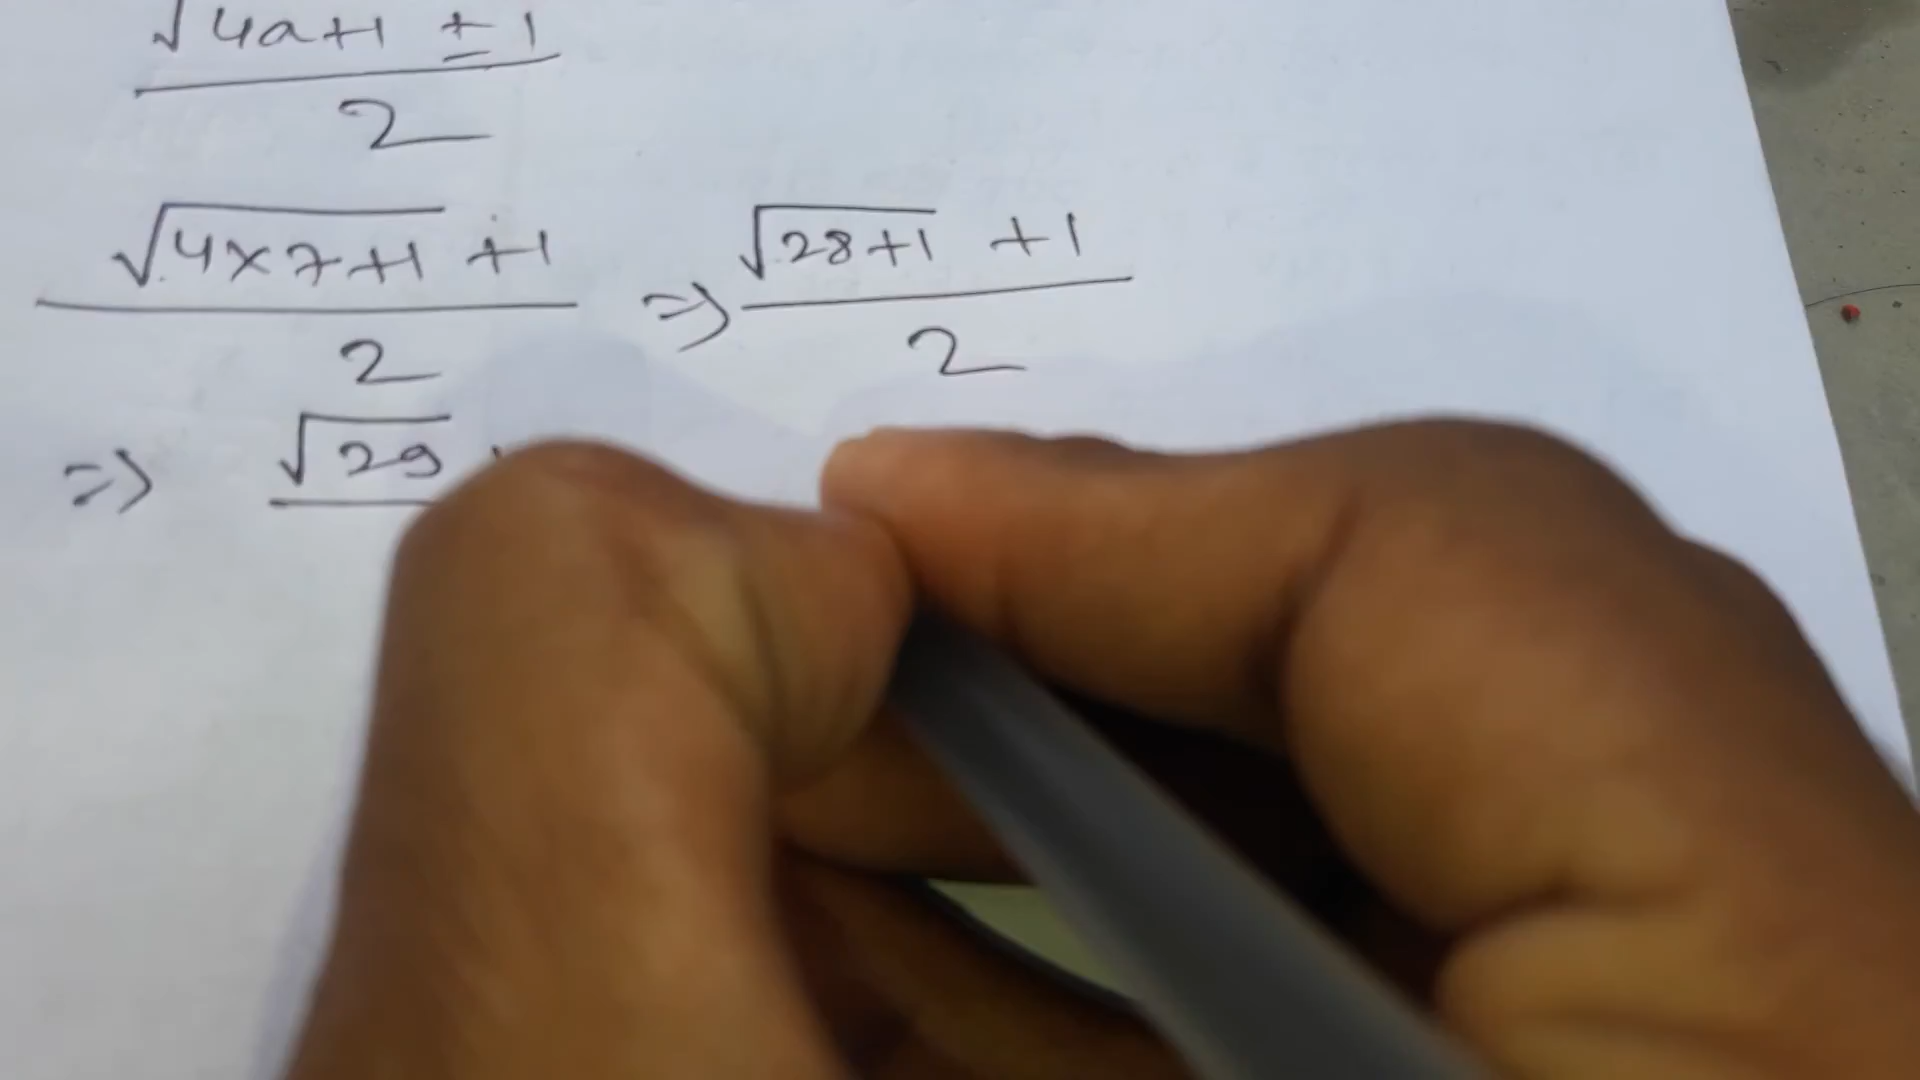 √4a+1 ± 1
2
√4×7+1 +1 => √28+1 +1
2 2
=> √29